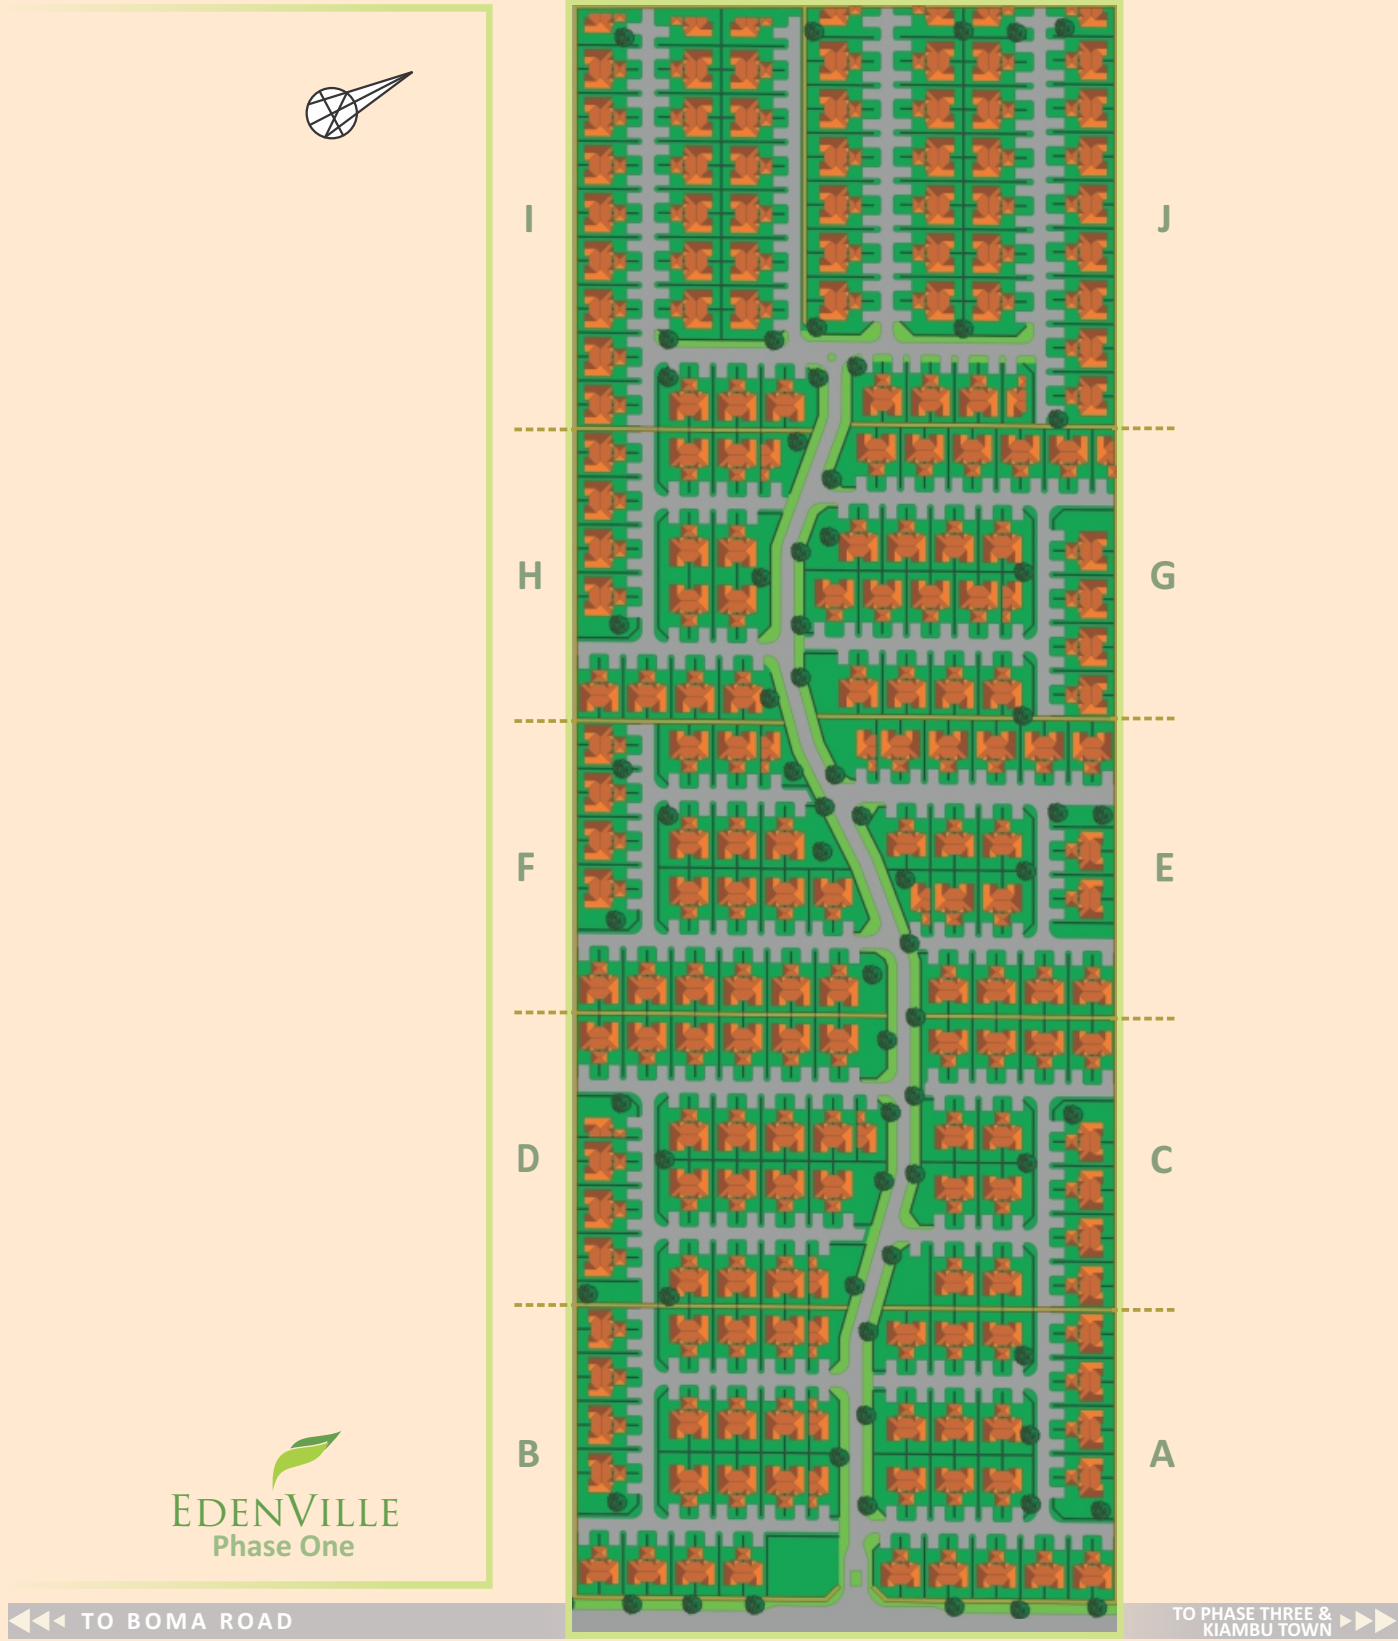 I
J
H
G
F
E
D
C
B
A
EDENVILLE
Phase One
TO BOMA ROAD
TO PHASE THREE &
KIAMBU TOWN